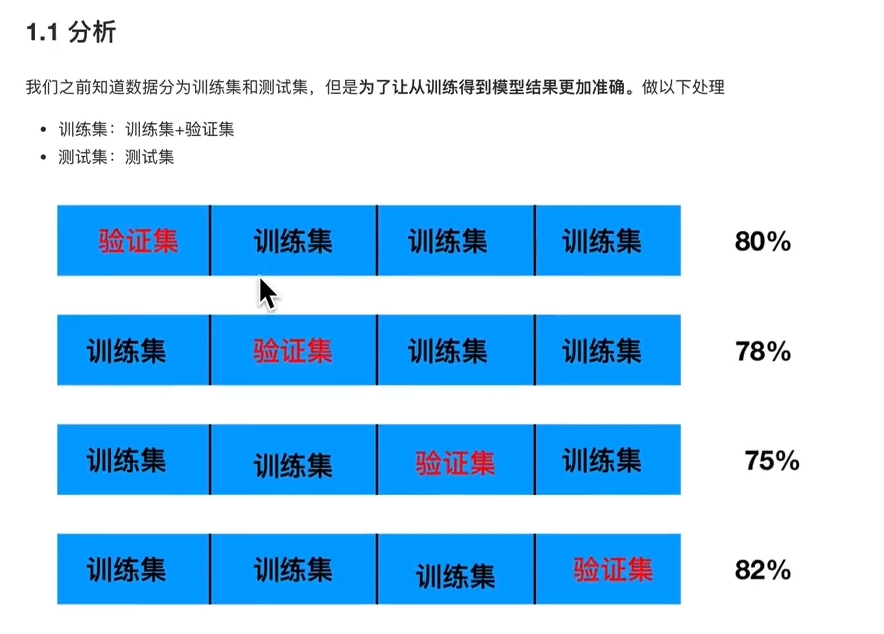 1.1 分析
我们之前知道数据分为训练集和测试集，但是为了让从训练得到模型结果更加准确。做以下处理
• 训练集：训练集+验证集
• 测试集：测试集
验证集 训练集 训练集 训练集 80%
训练集 验证集 训练集 训练集 78%
训练集 训练集 验证集 训练集 75%
训练集 训练集 训练集 验证集 82%